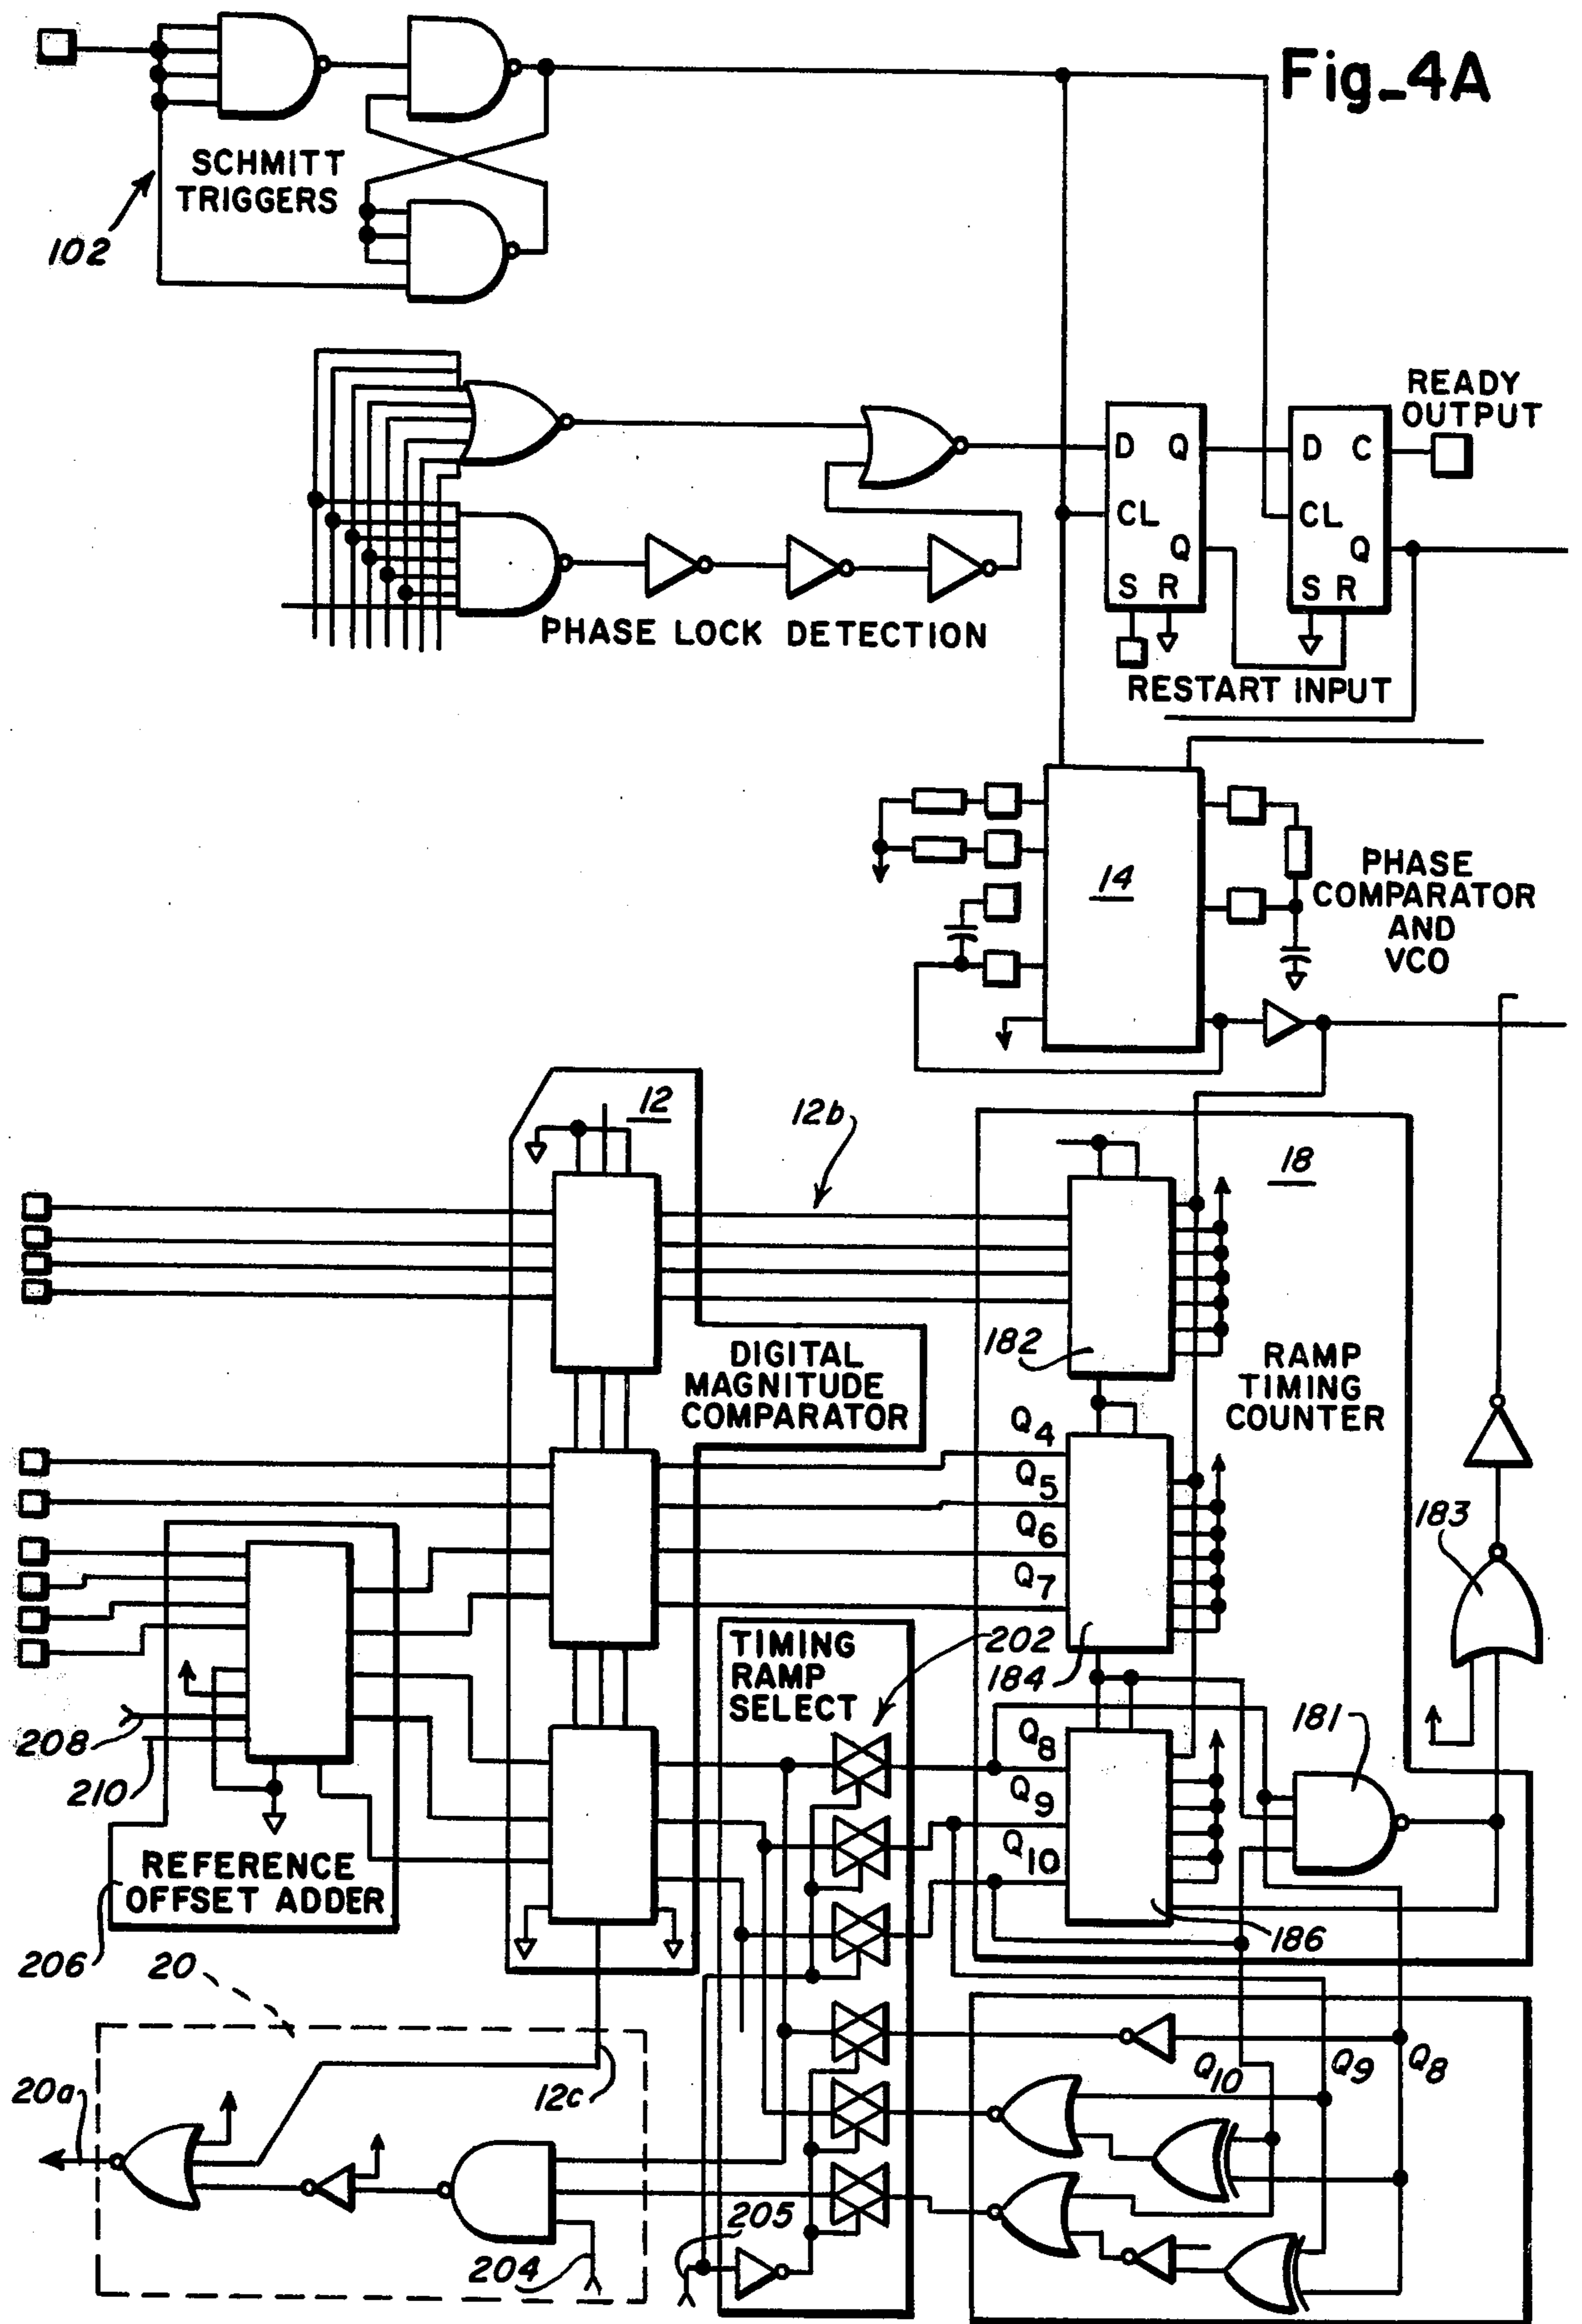 Fig_4A
SCHMITT
TRIGGERS
102
READY
OUTPUT
D Q
CL
Q
S R
D C
CL
Q
S R
PHASE LOCK DETECTION
RESTART INPUT
14
PHASE
COMPARATOR
AND
VCO
12
12b
18
182
DIGITAL
MAGNITUDE
COMPARATOR
RAMP
TIMING
COUNTER
Q4
Q5
Q6
Q7
183
TIMING
RAMP
SELECT
202
184
208
210
Q8
Q9
Q10
181
REFERENCE
OFFSET ADDER
206
186
20
20a
12c
Q10
Q9
Q8
204
205